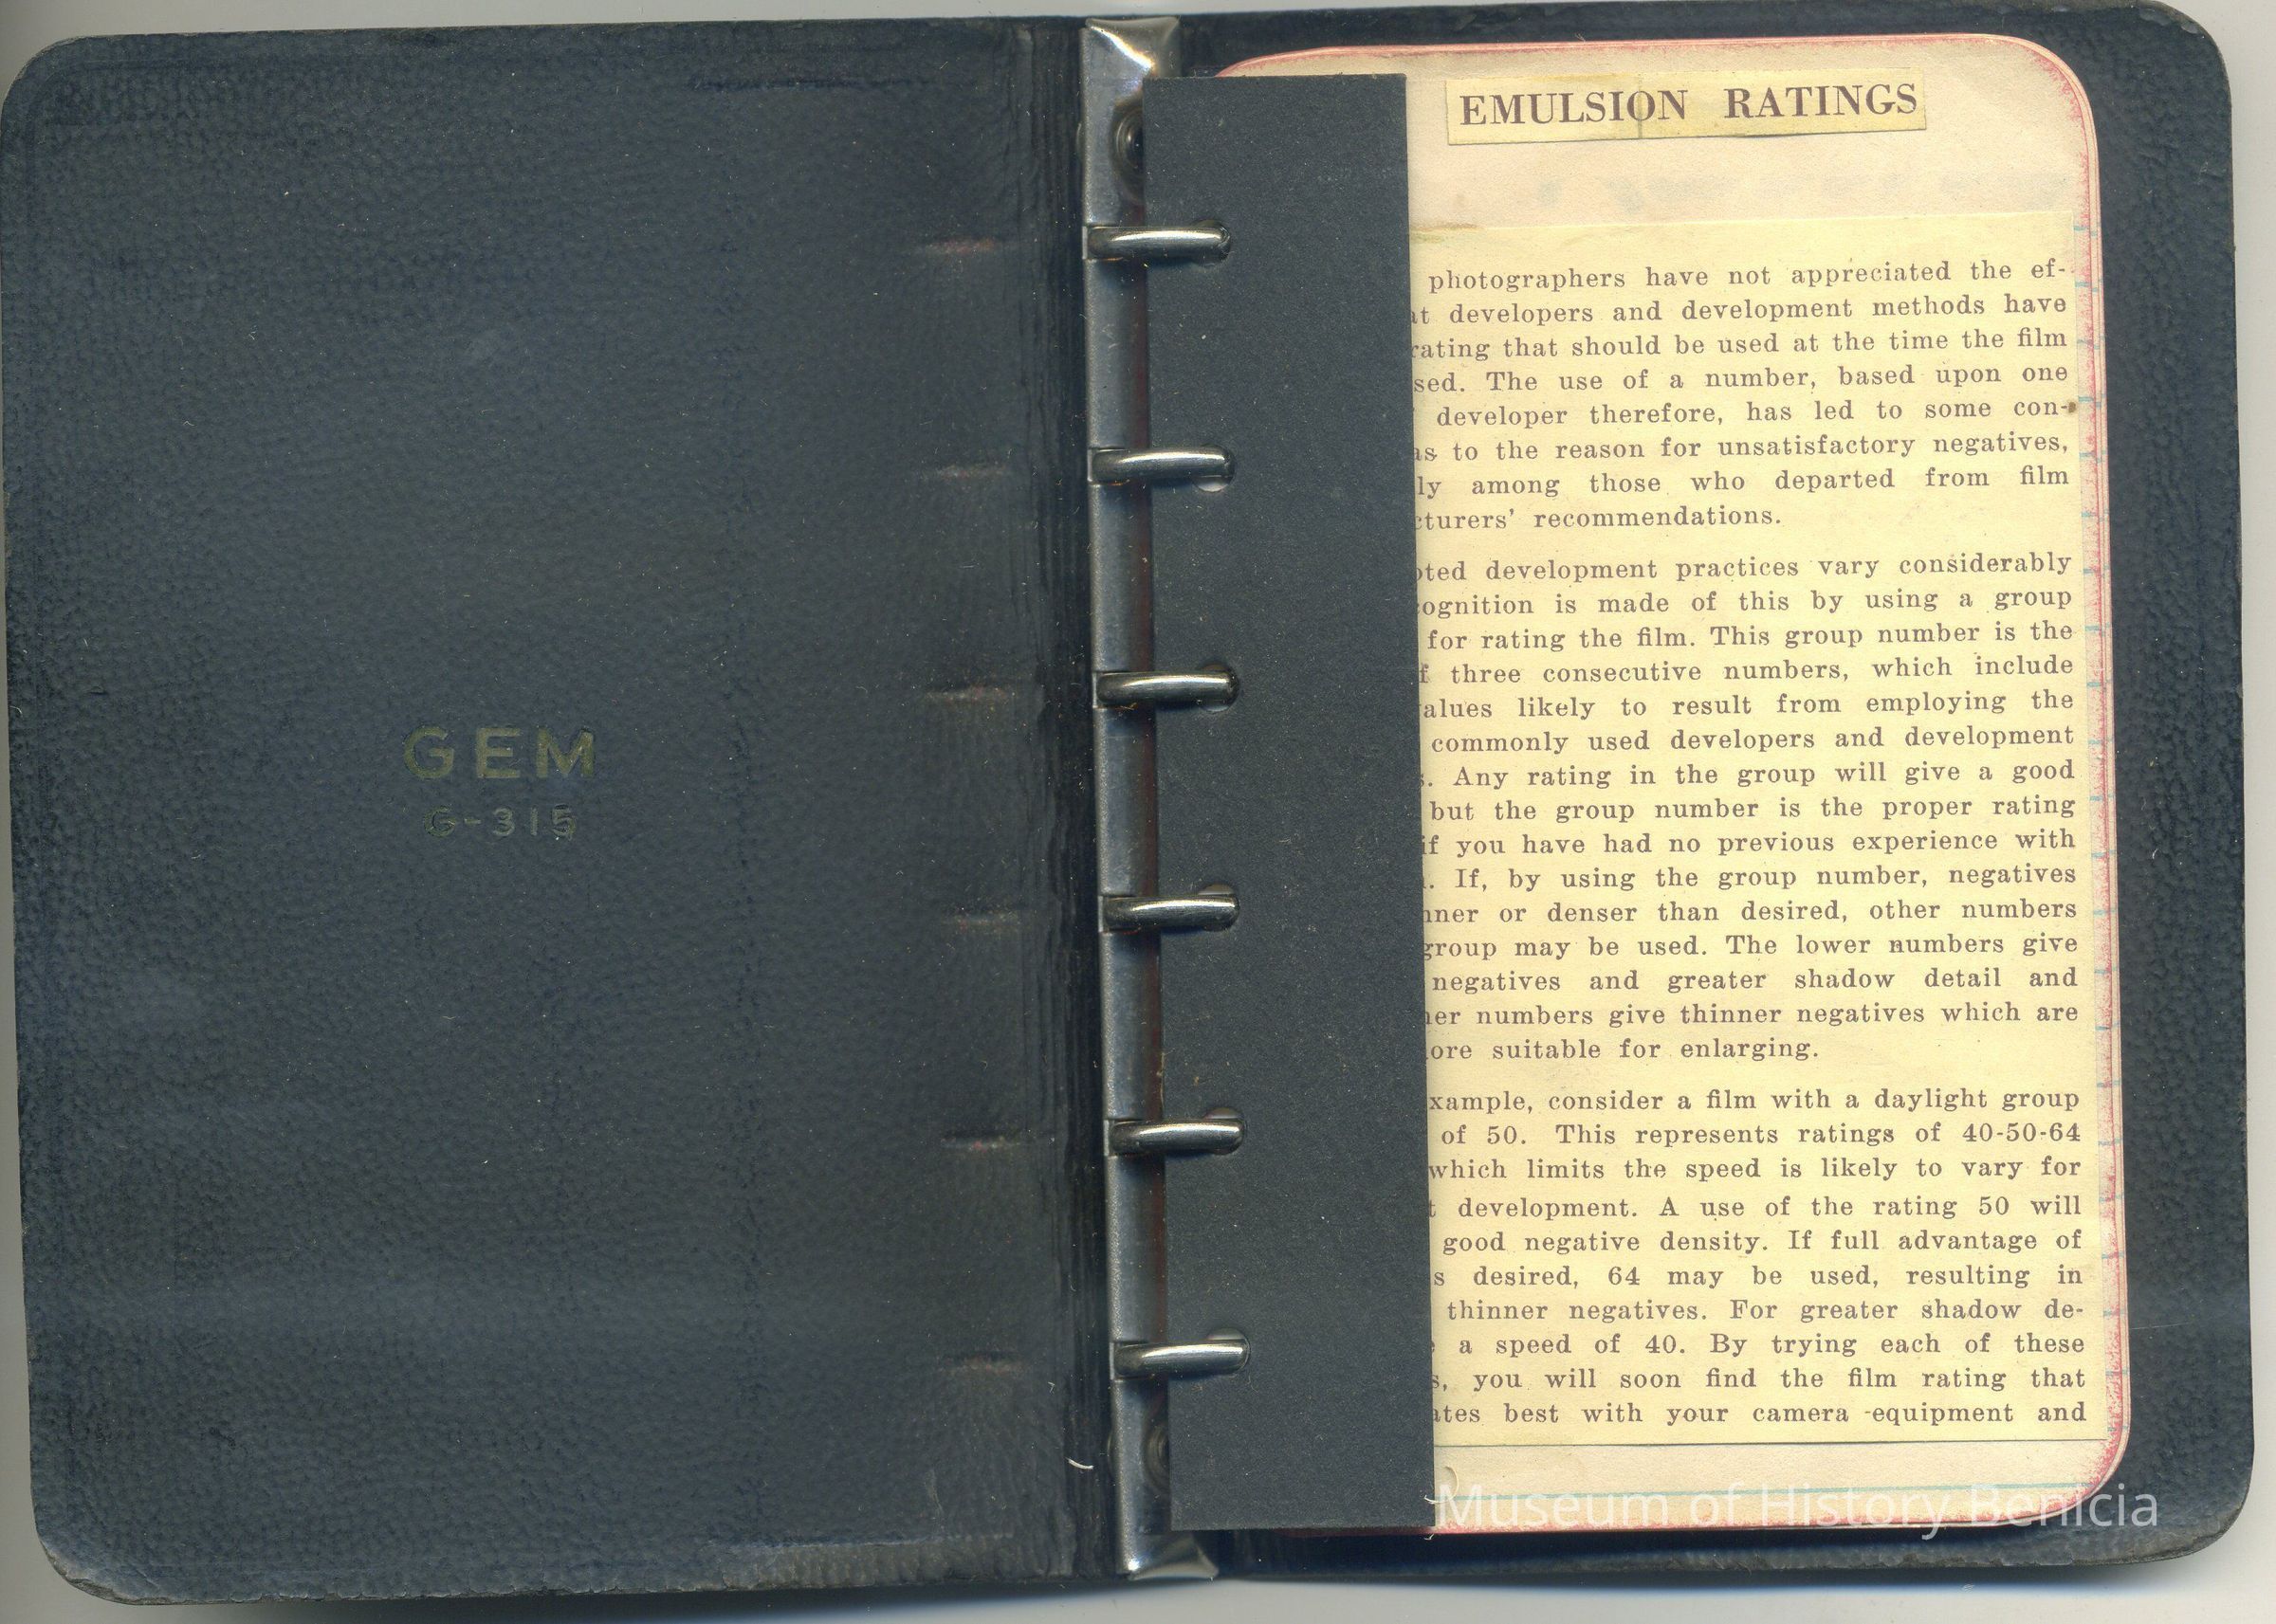 GEM
G-315
EMULSION RATINGS
photographers have not appreciated the ef-
at developers and development methods have
rating that should be used at the time the film
sed. The use of a number, based upon one
developer therefore, has led to some con-
as to the reason for unsatisfactory negatives,
ly among those who departed from film
cturers' recommendations.
oted development practices vary considerably
ognition is made of this by using a group
for rating the film. This group number is the
f three consecutive numbers, which include
alues likely to result from employing the
commonly used developers and development
s. Any rating in the group will give a good
but the group number is the proper rating
if you have had no previous experience with
. If, by using the group number, negatives
nner or denser than desired, other numbers
group may be used. The lower numbers give
negatives and greater shadow detail and
her numbers give thinner negatives which are
ore suitable for enlarging.
xample, consider a film with a daylight group
of 50. This represents ratings of 40-50-64
which limits the speed is likely to vary for
t development. A use of the rating 50 will
good negative density. If full advantage of
s desired, 64 may be used, resulting in
thinner negatives. For greater shadow de-
a speed of 40. By trying each of these
s, you will soon find the film rating that
ates best with your camera equipment and
Museum of History Benicia